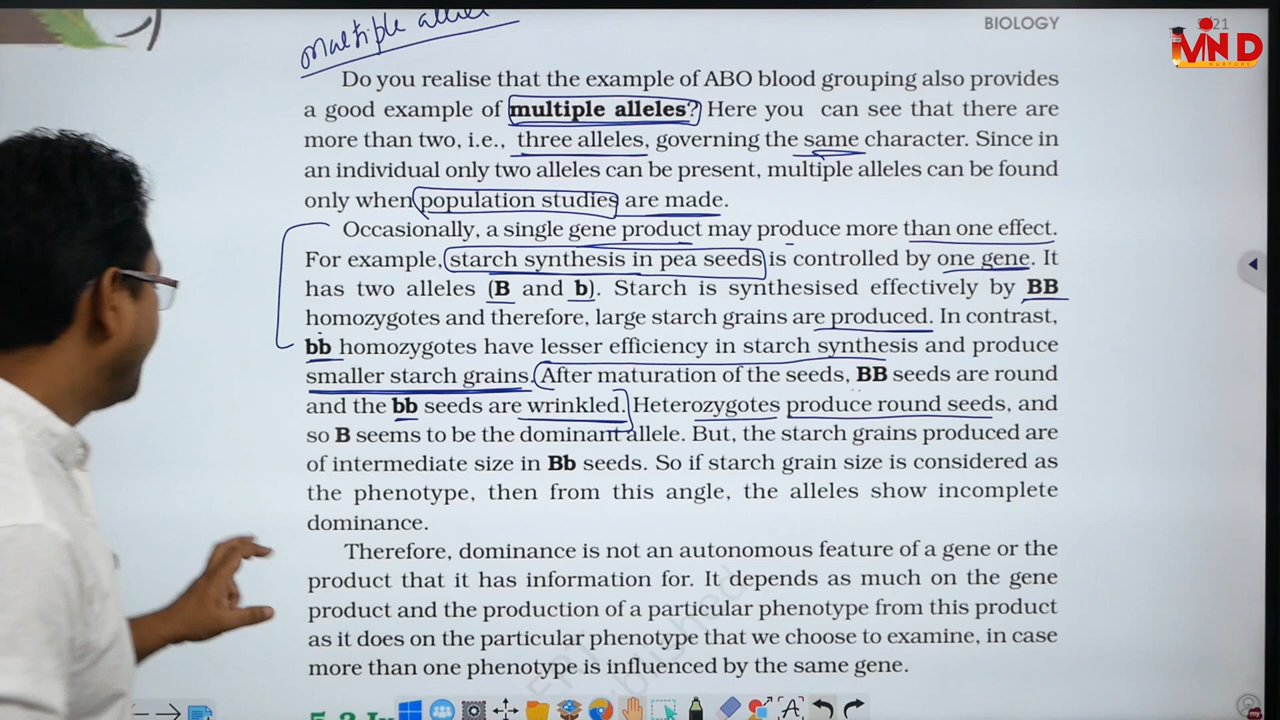 multiple
BIOLOGY
MIND
NURTURE
Do you realise that the example of ABO blood grouping also provides
a good example of multiple alleles? Here you can see that there are
more than two, i.e., three alleles, governing the same character. Since in
an individual only two alleles can be present, multiple alleles can be found
only when population studies are made.
Occasionally, a single gene product may produce more than one effect.
For example, starch synthesis in pea seeds is controlled by one gene. It
has two alleles (B and b). Starch is synthesised effectively by BB
homozygotes and therefore, large starch grains are produced. In contrast,
bb homozygotes have lesser efficiency in starch synthesis and produce
smaller starch grains. After maturation of the seeds, BB seeds are round
and the bb seeds are wrinkled. Heterozygotes produce round seeds, and
so B seems to be the dominant allele. But, the starch grains produced are
of intermediate size in Bb seeds. So if starch grain size is considered as
the phenotype, then from this angle, the alleles show incomplete
dominance.
Therefore, dominance is not an autonomous feature of a gene or the
product that it has information for. It depends as much on the gene
product and the production of a particular phenotype from this product
as it does on the particular phenotype that we choose to examine, in case
more than one phenotype is influenced by the same gene.